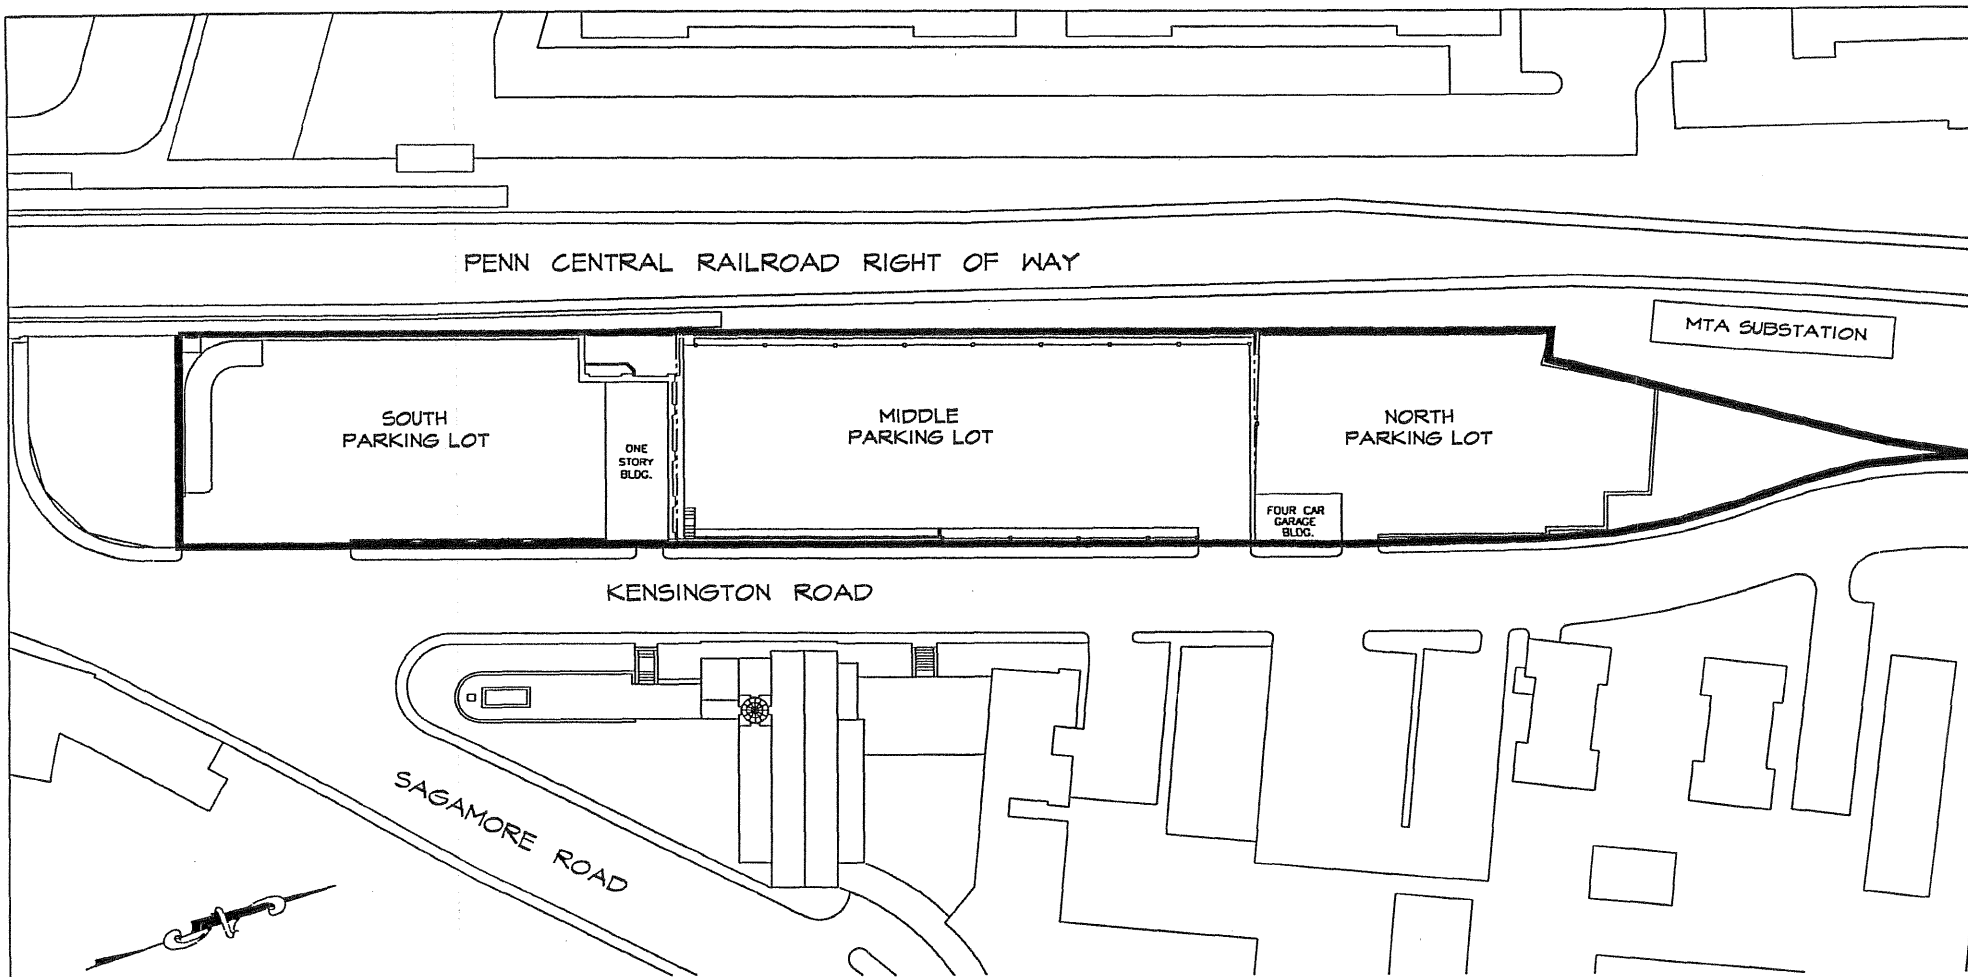 PENN CENTRAL RAILROAD RIGHT OF WAY
MTA SUBSTATION
SOUTH
PARKING LOT
ONE
STORY
BLDG.
MIDDLE
PARKING LOT
NORTH
PARKING LOT
FOUR CAR
GARAGE
BLDG.
KENSINGTON ROAD
SAGAMORE ROAD